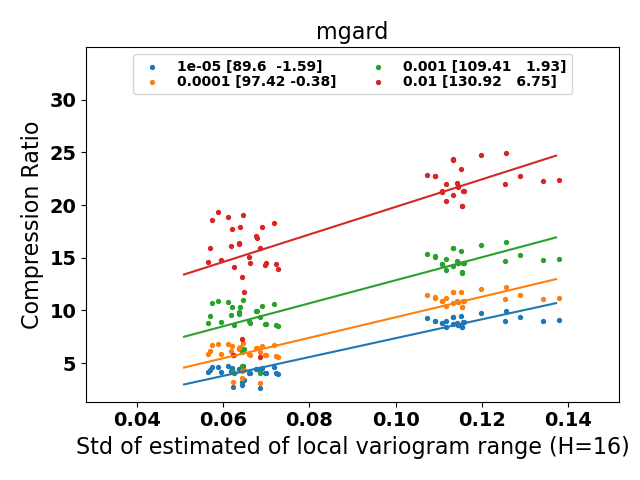 mgard
1e-05 [89.6 -1.59]
0.0001 [97.42 -0.38]
0.001 [109.41 1.93]
0.01 [130.92 6.75]
Compression Ratio
30
25
20
15
10
5
0.04 0.06 0.08 0.10 0.12 0.14
Std of estimated of local variogram range (H=16)